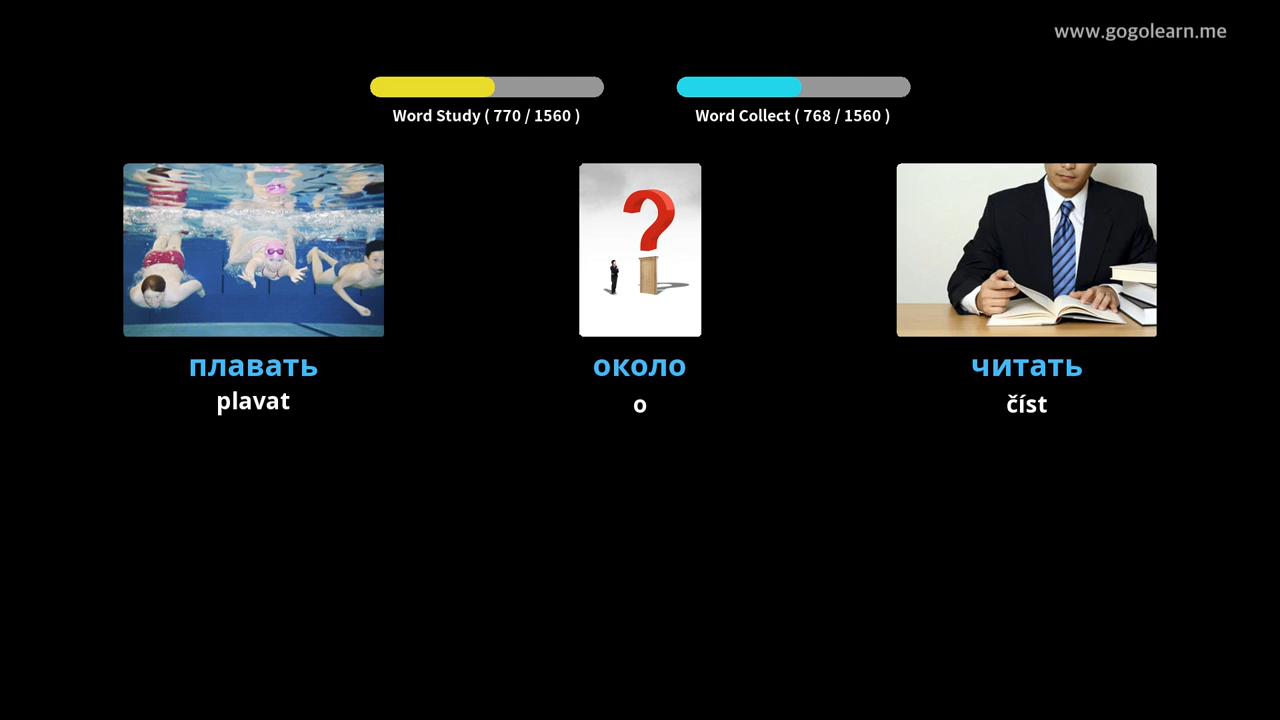 www.gogolearn.me
Word Study ( 770 / 1560 )
Word Collect ( 768 / 1560 )
плавать
plavat
около
o
читать
číst